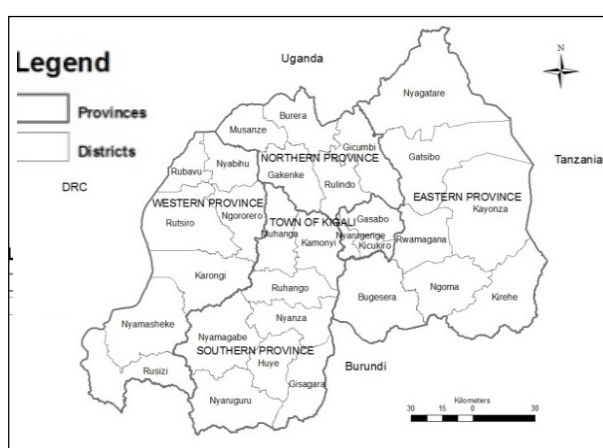 Legend
Provinces
Districts
Uganda
N
Tanzania
DRC
Burundi
Nyagatare
Burera
Musanze
Gicumbi
NORTHERN PROVINCE
Gatsibo
Nyabihu
Rubavu
Gakenke
Rulindo
EASTERN PROVINCE
Kayonza
WESTERN PROVINCE
Ngororero
Rutsiro
TOWN OF KIGALI
Gasabo
Muhanga
Nyarugenge
Kamonyi
Kicukiro
Rwamagana
Karongi
Ruhango
Bugesera
Ngoma
Kirehe
Nyanza
Nyamasheke
Nyamagabe
SOUTHERN PROVINCE
Huye
Rusizi
Gisagara
Nyaruguru
Kilometers
30 15 0 30